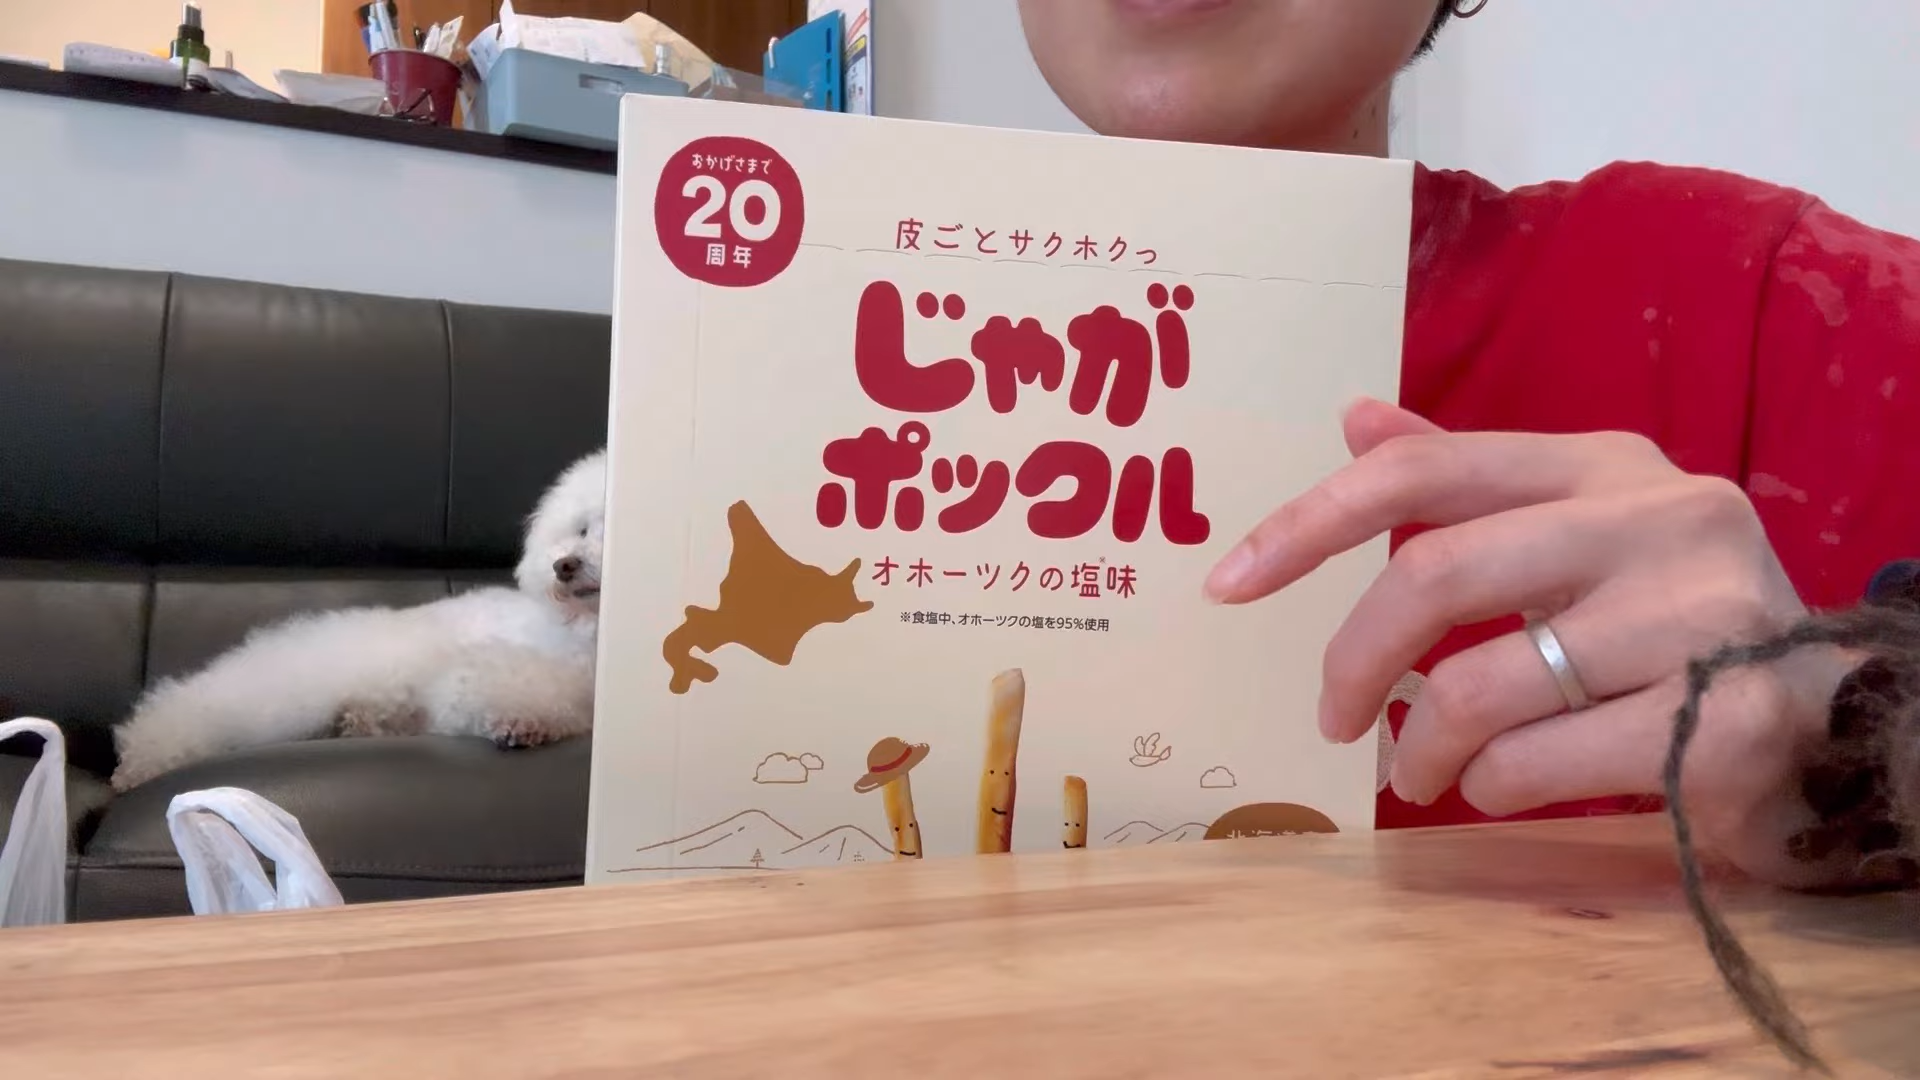 おかげさまで
20
周年
皮ごとサクホクっ
じゃが
ポックル
オホーツクの塩※味
※食塩中、オホーツクの塩を95%使用